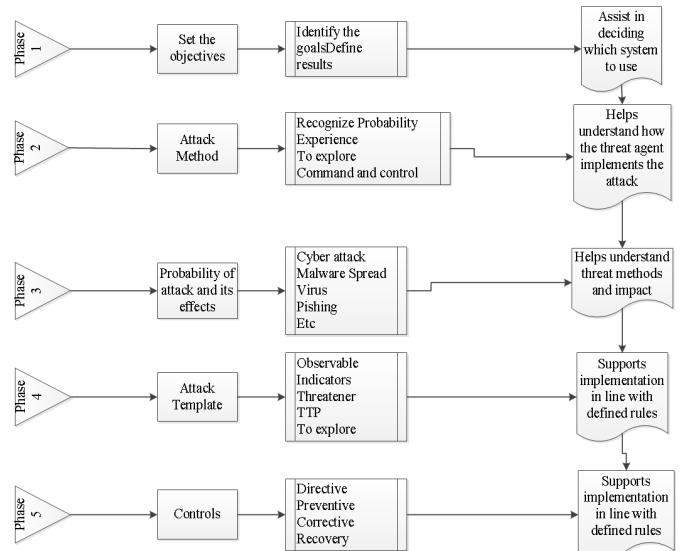 Phase
1
Set the
objectives
Identify the
goalsDefine
results
Assist in
deciding
which system
to use
Phase
2
Attack
Method
Recognize Probability
Experience
To explore
Command and control
Helps
understand how
the threat agent
implements the
attack
Phase
3
Probability of
attack and its
effects
Cyber attack
Malware Spread
Virus
Pishing
Etc
Helps understand
threat methods
and impact
Phase
4
Attack
Template
Observable
Indicators
Threatener
TTP
To explore
Supports
implementation
in line with
defined rules
Phase
5
Controls
Directive
Preventive
Corrective
Recovery
Supports
implementation
in line with
defined rules